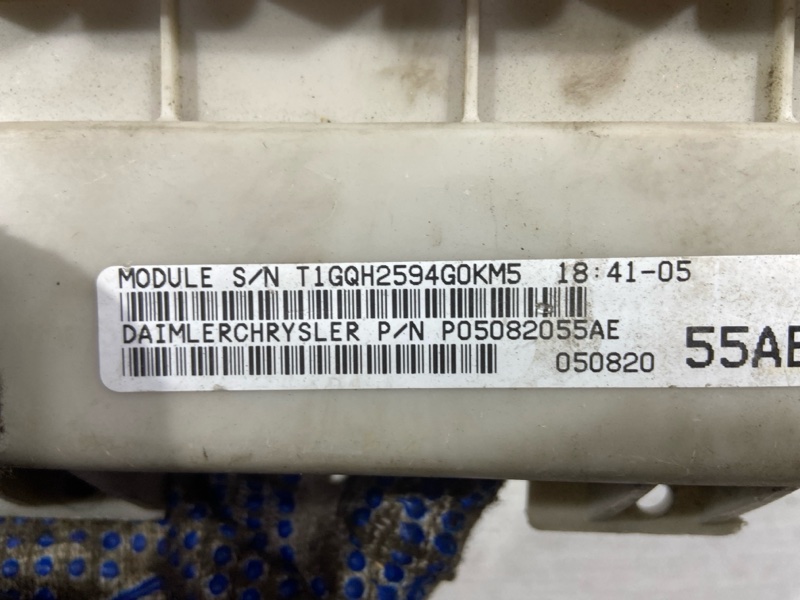 MODULE S/N T1GQH2594G0KM5 18:41-05
DAIMLERCHRYSLER P/N P05082055AE
050820 55AE